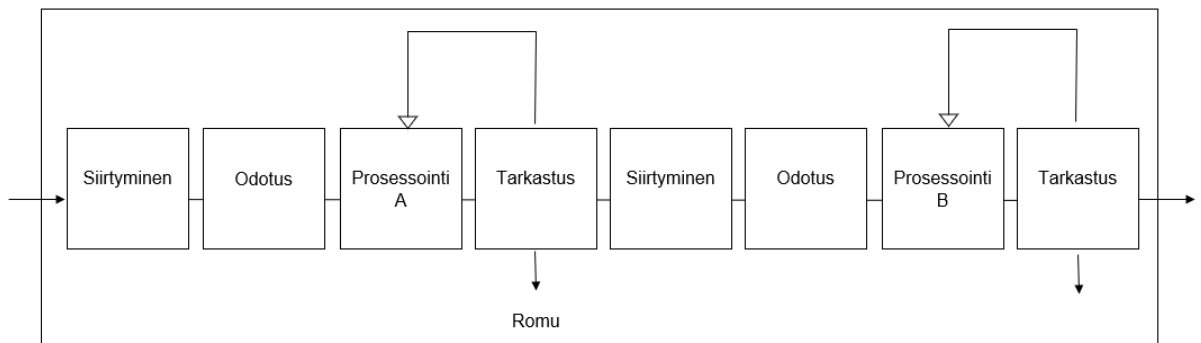 Siirtyminen
Odotus
Prosessointi
A
Tarkastus
Siirtyminen
Odotus
Prosessointi
B
Tarkastus
Romu